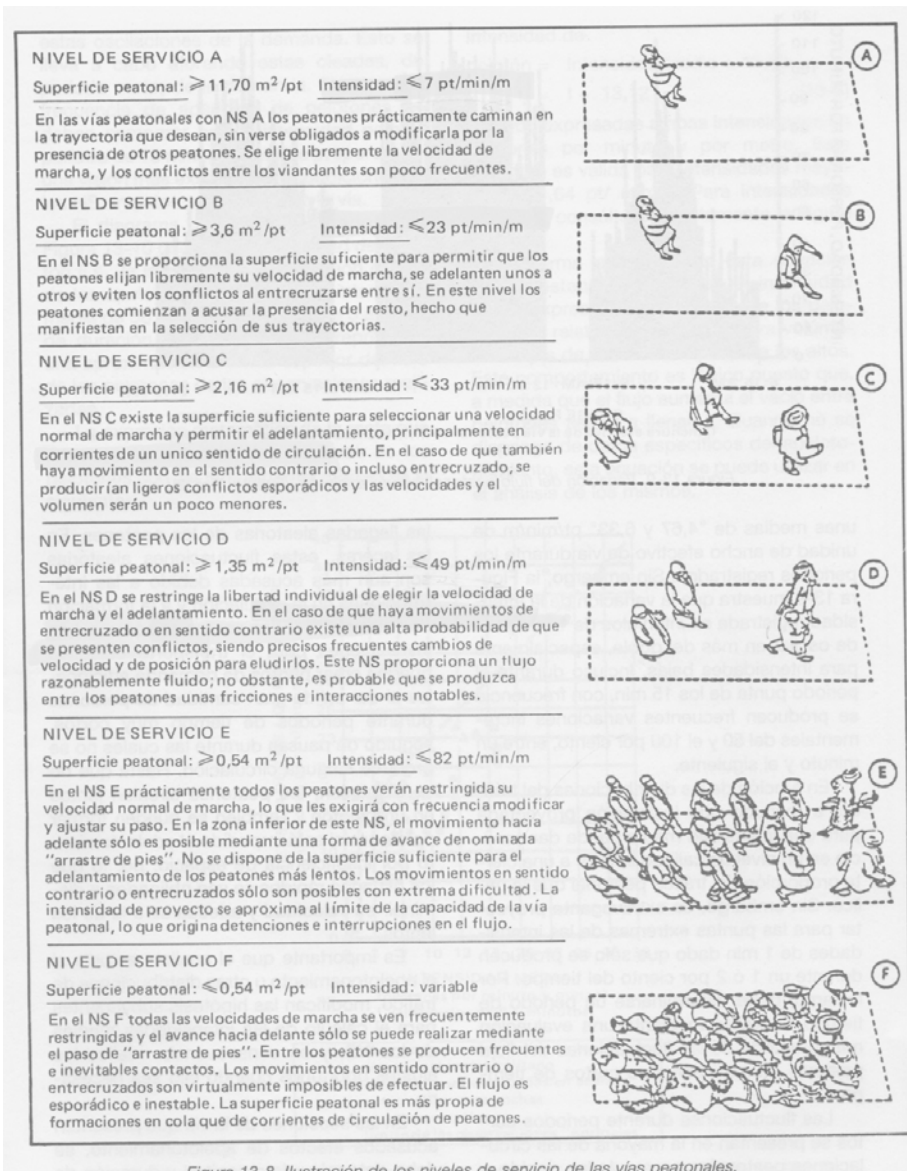 NIVEL DE SERVICIO A
Superficie peatonal: ⩾11,70 m²/pt Intensidad: ⩽7 pt/min/m
En las vías peatonales con NS A los peatones prácticamente caminan en
la trayectoria que desean, sin verse obligados a modificarla por la
presencia de otros peatones. Se elige libremente la velocidad de
marcha, y los conflictos entre los viandantes son poco frecuentes.
A
NIVEL DE SERVICIO B
Superficie peatonal: ⩾3,6 m²/pt Intensidad: ⩽23 pt/min/m
En el NS B se proporciona la superficie suficiente para permitir que los
peatones elijan libremente su velocidad de marcha, se adelanten unos a
otros y eviten los conflictos al entrecruzarse entre sí. En este nivel los
peatones comienzan a acusar la presencia del resto, hecho que
manifiestan en la selección de sus trayectorias.
B
NIVEL DE SERVICIO C
Superficie peatonal: ⩾2,16 m²/pt Intensidad: ⩽33 pt/min/m
En el NS C existe la superficie suficiente para seleccionar una velocidad
normal de marcha y permitir el adelantamiento, principalmente en
corrientes de un unico sentido de circulación. En el caso de que también
haya movimiento en el sentido contrario o incluso entrecruzado, se
producirían ligeros conflictos esporádicos y las velocidades y el
volumen serán un poco menores.
C
NIVEL DE SERVICIO D
Superficie peatonal: ⩾1,35 m²/pt Intensidad: ⩽49 pt/min/m
En el NS D se restringe la libertad individual de elegir la velocidad de
marcha y el adelantamiento. En el caso de que haya movimientos de
entrecruzado o en sentido contrario existe una alta probabilidad de que
se presenten conflictos, siendo precisos frecuentes cambios de
velocidad y de posición para eludirlos. Este NS proporciona un flujo
razonablemente fluido; no obstante, es probable que se produzca
entre los peatones unas fricciones e interacciones notables.
D
NIVEL DE SERVICIO E
Superficie peatonal: ⩾0,54 m²/pt Intensidad: ⩽82 pt/min/m
En el NS E prácticamente todos los peatones verán restringida su
velocidad normal de marcha, lo que les exigirá con frecuencia modificar
y ajustar su paso. En la zona inferior de este NS, el movimiento hacia
adelante sólo es posible mediante una forma de avance denominada
"arrastre de pies". No se dispone de la superficie suficiente para el
adelantamiento de los peatones más lentos. Los movimientos en sentido
contrario o entrecruzados sólo son posibles con extrema dificultad. La
intensidad de proyecto se aproxima al límite de la capacidad de la vía
peatonal, lo que origina detenciones e interrupciones en el flujo.
E
NIVEL DE SERVICIO F
Superficie peatonal: ⩽0,54 m²/pt Intensidad: variable
En el NS F todas las velocidades de marcha se ven frecuentemente
restringidas y el avance hacia delante sólo se puede realizar mediante
el paso de "arrastre de pies". Entre los peatones se producen frecuentes
e inevitables contactos. Los movimientos en sentido contrario o
entrecruzados son virtualmente imposibles de efectuar. El flujo es
esporádico e inestable. La superficie peatonal es más propia de
formaciones en cola que de corrientes de circulación de peatones.
F
Figura 13-8. Ilustración de los niveles de servicio de las vías peatonales.